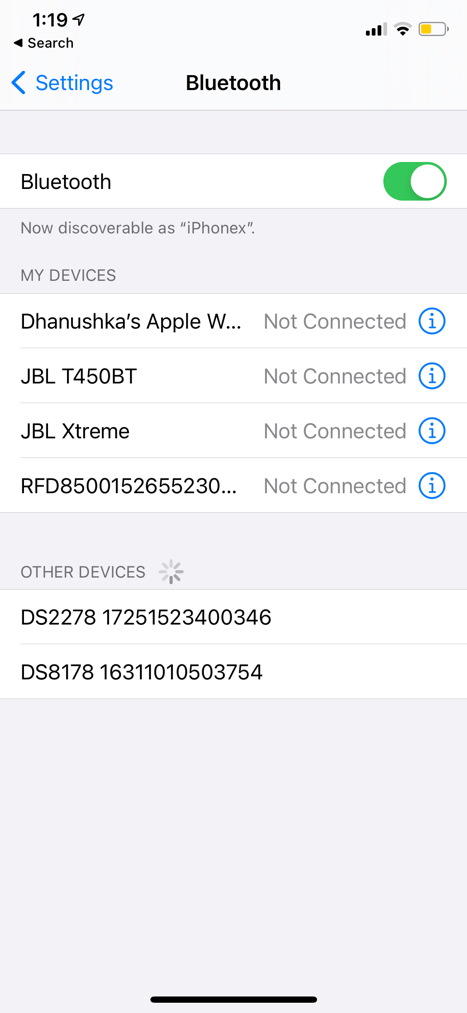 1:19
◀ Search
Settings
Bluetooth
Bluetooth
Now discoverable as “iPhonex”.
MY DEVICES
Dhanushka’s Apple W... Not Connected
JBL T450BT Not Connected
JBL Xtreme Not Connected
RFD8500152655230... Not Connected
OTHER DEVICES
DS2278 17251523400346
DS8178 16311010503754